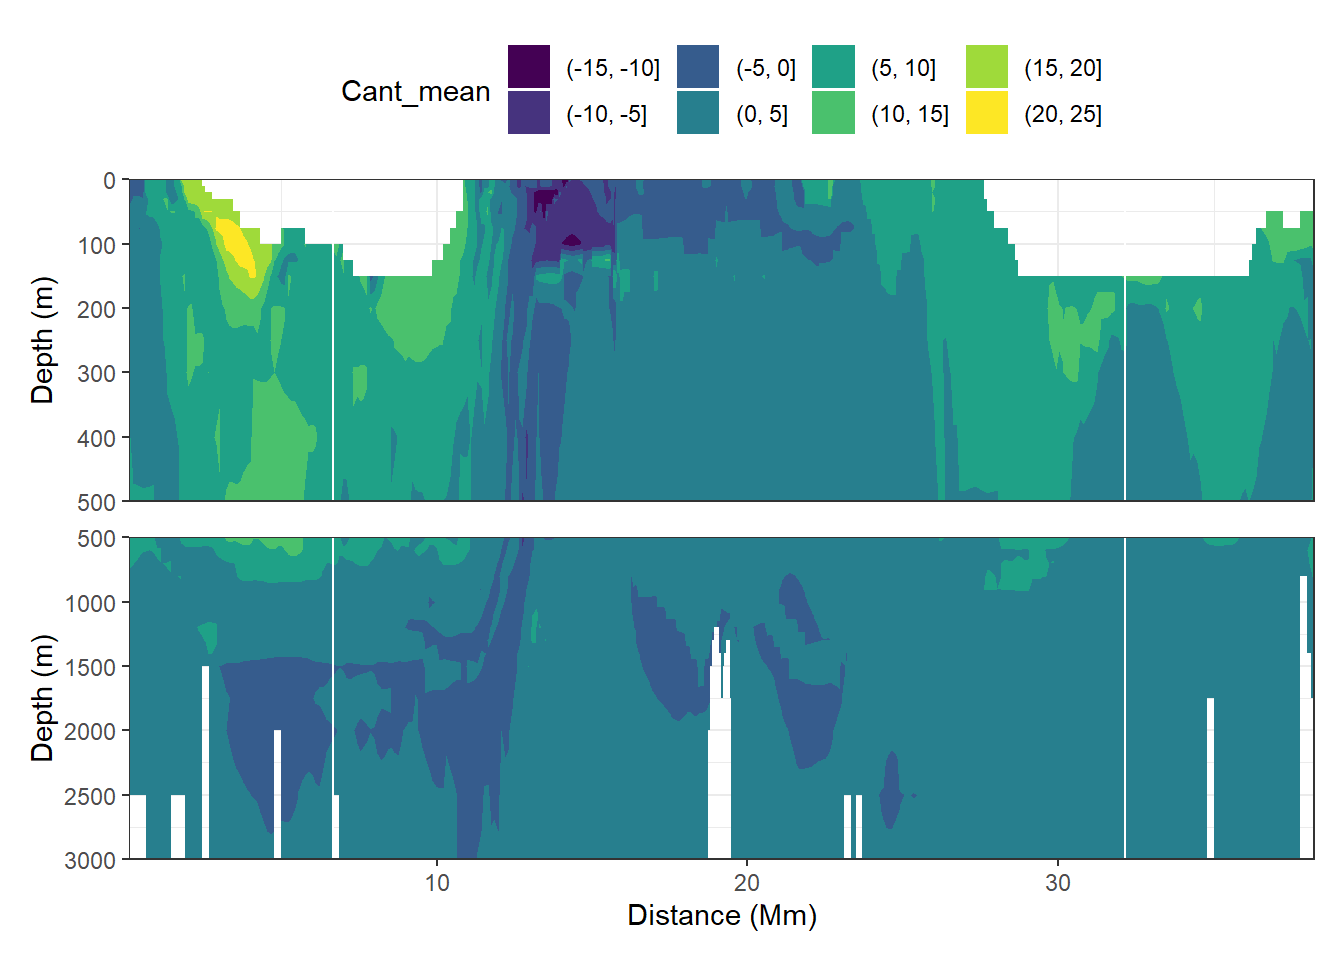 Cant_mean
(-15, -10] (-5, 0] (5, 10] (15, 20]
(-10, -5] (0, 5] (10, 15] (20, 25]
Depth (m)
0
100
200
300
400
500
Depth (m)
500
1000
1500
2000
2500
3000
10 20 30
Distance (Mm)